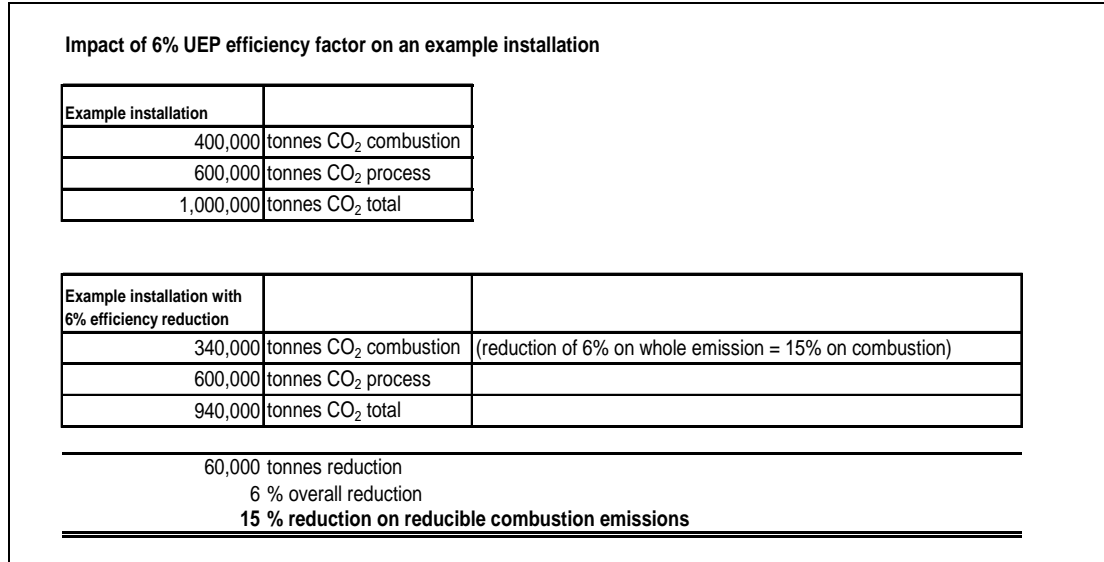 Impact of 6% UEP efficiency factor on an example installation
Example installation
400,000 tonnes CO₂ combustion
600,000 tonnes CO₂ process
1,000,000 tonnes CO₂ total
Example installation with
6% efficiency reduction
340,000 tonnes CO₂ combustion (reduction of 6% on whole emission = 15% on combustion)
600,000 tonnes CO₂ process
940,000 tonnes CO₂ total
60,000 tonnes reduction
6 % overall reduction
15 % reduction on reducible combustion emissions